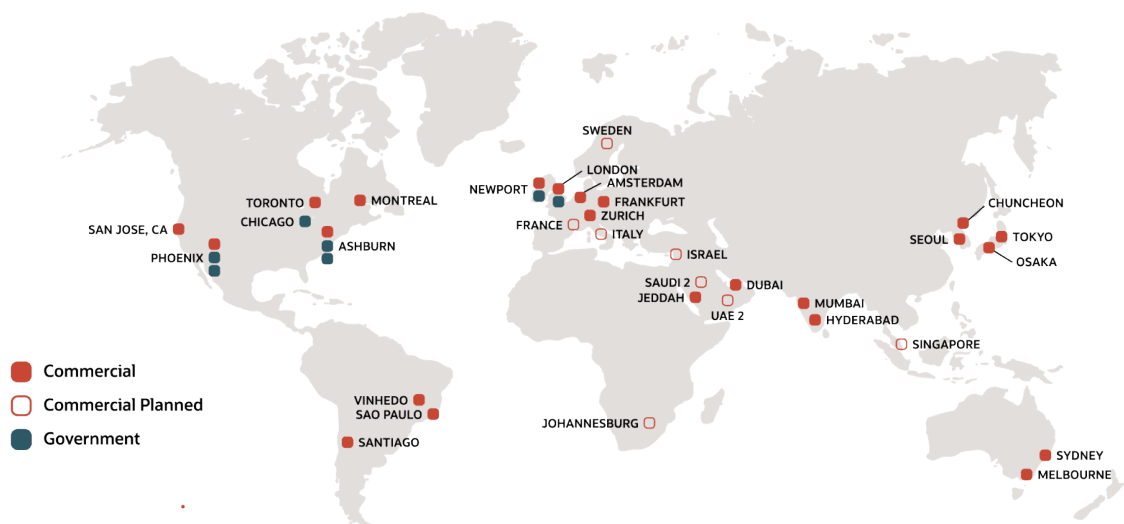 SWEDEN
LONDON
AMSTERDAM
NEWPORT
FRANKFURT
ZURICH
FRANCE
ITALY
TORONTO
MONTREAL
CHICAGO
SAN JOSE, CA
ASHBURN
PHOENIX
CHUNCHEON
SEOUL
TOKYO
OSAKA
ISRAEL
SAUDI 2
DUBAI
JEDDAH
UAE 2
MUMBAI
HYDERABAD
SINGAPORE
Commercial
Commercial Planned
Government
VINHEDO
SAO PAULO
SANTIAGO
JOHANNESBURG
SYDNEY
MELBOURNE